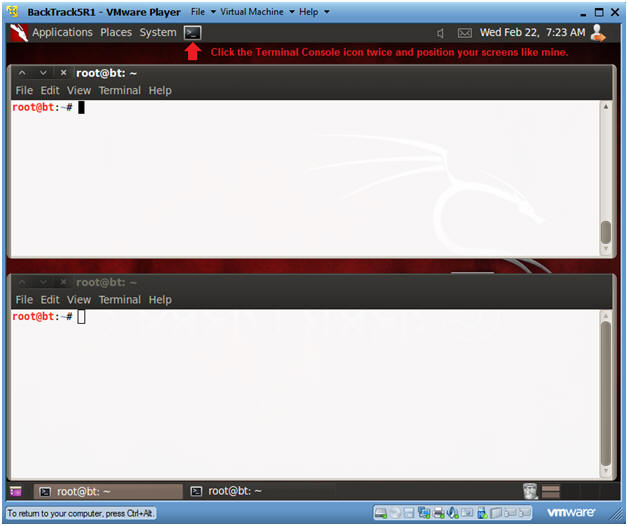 BackTrack5R1 - VMware Player File Virtual Machine Help
Applications Places System Wed Feb 22, 7:23 AM
Click the Terminal Console icon twice and position your screens like mine.
root@bt: ~
File Edit View Terminal Help
root@bt:~#
root@bt: ~
File Edit View Terminal Help
root@bt:~#
root@bt: ~ root@bt: ~
To return to your computer, press Ctrl+Alt. vmware